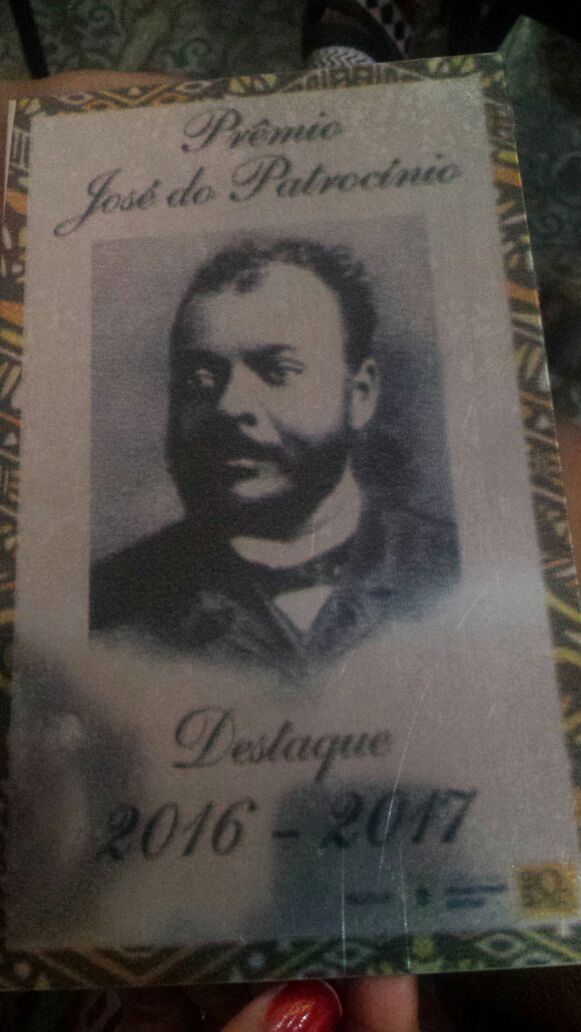 Prêmio
José do Patrocínio
Destaque
2016 - 2017